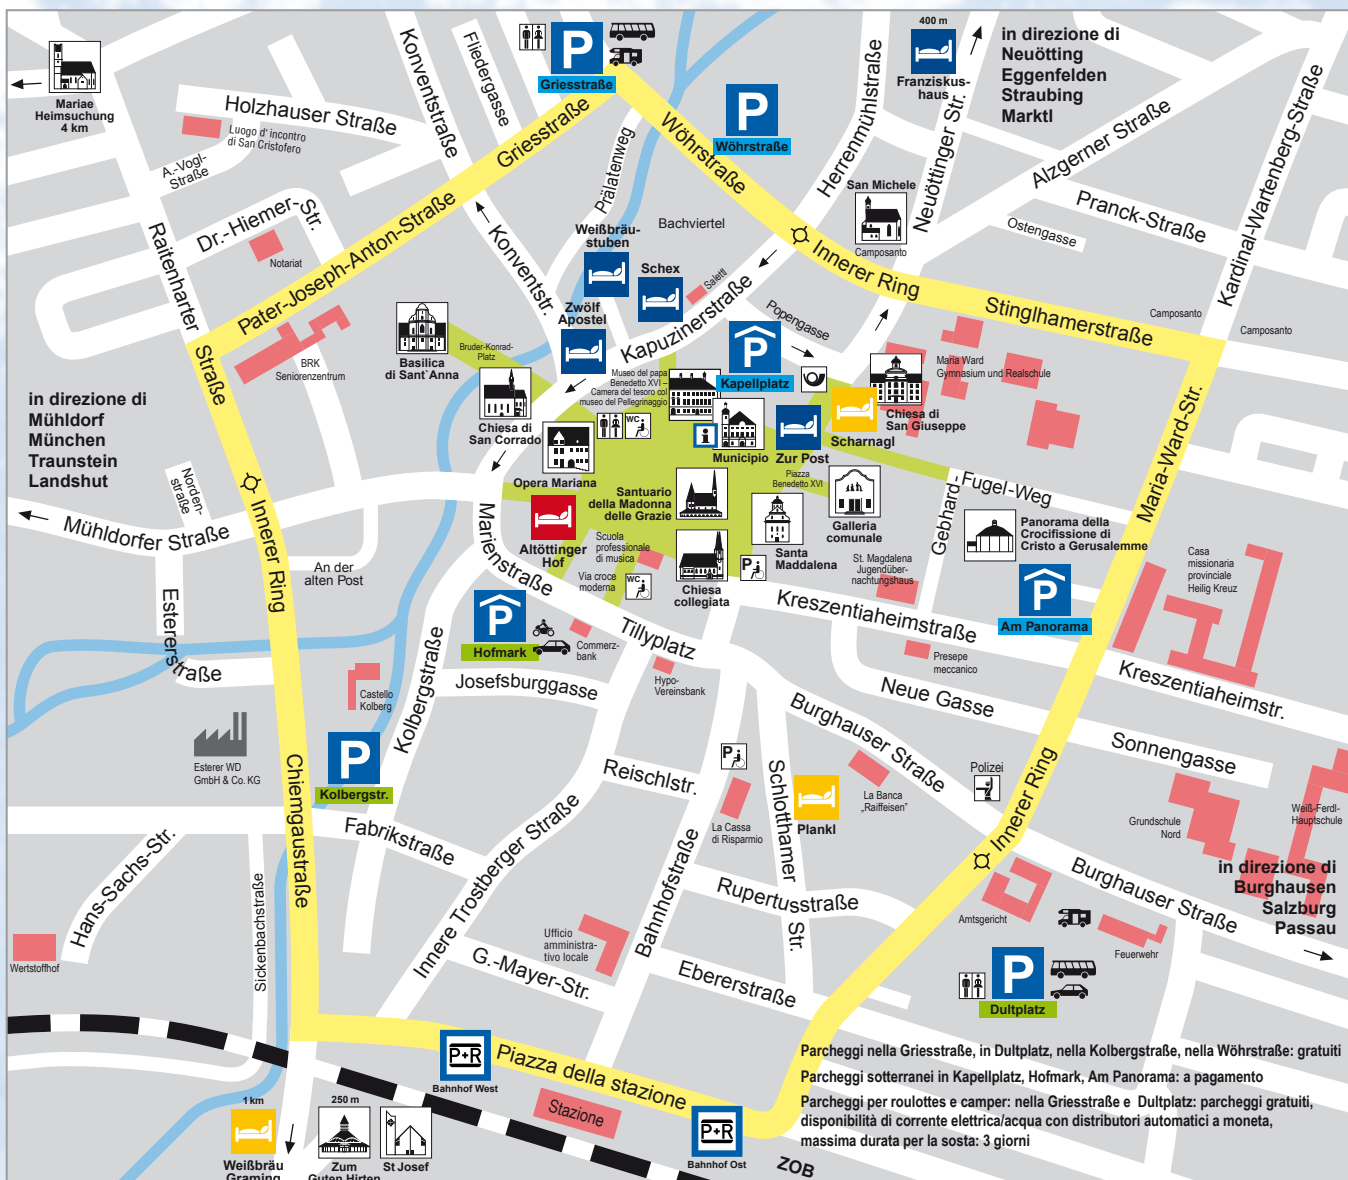 Mariae
Heimsuchung
4 km
Holzhauser Straße
Luogo d' incontro
di San Cristofero
A.-Vogl-
Straße
Dr.-Hiemer-Str.
Notariat
Raitenharter
Straße
Konventstraße
Fliedergasse
P
Griesstraße
Griesstraße
Pater-Joseph-Anton-Straße
Prälatenweg
Wöhrstraße
P
Wöhrstraße
Herrenmühlstraße
400 m
Franziskus-
haus
Neuöttinger Str.
in direzione di
Neuötting
Eggenfelden
Straubing
Marktl
Alzgerner Straße
Kardinal-Wartenberg-Straße
Pranck-Straße
Ostengasse
San Michele
Camposanto
Bachviertel
Weißbräu-
stuben
Schex
Saletti
Konventstr.
Zwölf
Apostel
Kapuzinerstraße
Popengasse
Innerer Ring
Stinglhamerstraße
Camposanto
Camposanto
BRK
Seniorenzentrum
Basilica
di Sant`Anna
Bruder-Konrad-
Platz
Chiesa di
San Corrado
Museo del papa
Benedetto XVI –
Camera del tesoro col
museo del Pellegrinaggio
WC
P
Kapellplatz
i
Municipio
Zur Post
Scharnagl
Chiesa di
San Giuseppe
Maria Ward
Gymnasium und Realschule
Maria-Ward-Str.
in direzione di
Mühldorf
München
Traunstein
Landshut
Norden-
straße
Mühldorfer Straße
Innerer Ring
An der
alten Post
Opera Mariana
Altöttinger
Hof
Santuario
della Madonna
delle Grazie
Scuola
professionale
di musica
Via croce
moderna
WC
Chiesa
collegiata
P
Santa
Maddalena
Piazza
Benedetto XVI
Galleria
comunale
St. Magdalena
Jugendüber-
nachtungshaus
Gebhard-
Fugel-Weg
Panorama della
Crocifissione di
Cristo a Gerusalemme
P
Am Panorama
Casa
missionaria
provinciale
Heilig Kreuz
Marienstraße
P
Hofmark
Commerz-
bank
Tillyplatz
Kreszentiaheimstraße
Presepe
meccanico
Kreszentiaheimstr.
Estererstraße
Castello
Kolberg
Kolbergstraße
Josefsburggasse
Hypo-
Vereinsbank
Neue Gasse
Sonnengasse
Esterer WD
GmbH & Co. KG
P
Kolbergstr.
Chiemgaustraße
Reischlstr.
P
Schlotthamer
Str.
Burghauser Straße
La Banca
„Raiffeisen"
Plankl
La Cassa
di Risparmio
Polizei
Innerer Ring
Grundschule
Nord
Weiß-Ferdl-
Hauptschule
Fabrikstraße
Innere Trostberger Straße
Bahnhofstraße
Rupertusstraße
Burghauser Straße
in direzione di
Burghausen
Salzburg
Passau
Hans-Sachs-Str.
Wertstoffhof
Sickenbachstraße
Ufficio
amministra-
tivo locale
G.-Mayer-Str.
Ebererstraße
Amtsgericht
Feuerwehr
P
Dultplatz
P+R
Bahnhof West
Piazza della stazione
Stazione
P+R
Bahnhof Ost
ZOB
Parcheggi nella Griesstraße, in Dultplatz, nella Kolbergstraße, nella Wöhrstraße: gratuiti
Parcheggi sotterranei in Kapellplatz, Hofmark, Am Panorama: a pagamento
Parcheggi per roulottes e camper: nella Griesstraße e Dultplatz: parcheggi gratuiti,
disponibilità di corrente elettrica/acqua con distributori automatici a moneta,
massima durata per la sosta: 3 giorni
1 km
Weißbräu
Graming
250 m
Zum
Guten Hirten
St Josef